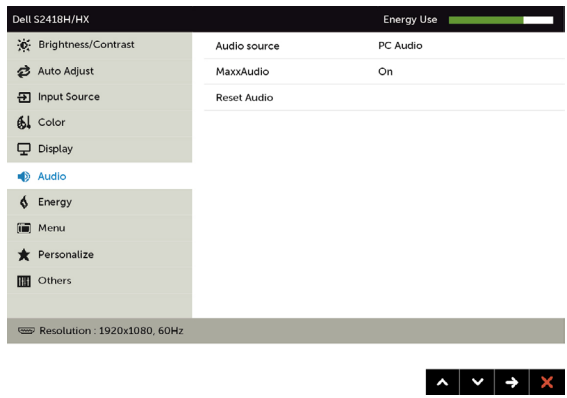 Dell S2418H/HX Energy Use
Brightness/Contrast
Auto Adjust
Input Source
Color
Display
Audio
Energy
Menu
Personalize
Others
Audio source PC Audio
MaxxAudio On
Reset Audio
Resolution : 1920x1080, 60Hz